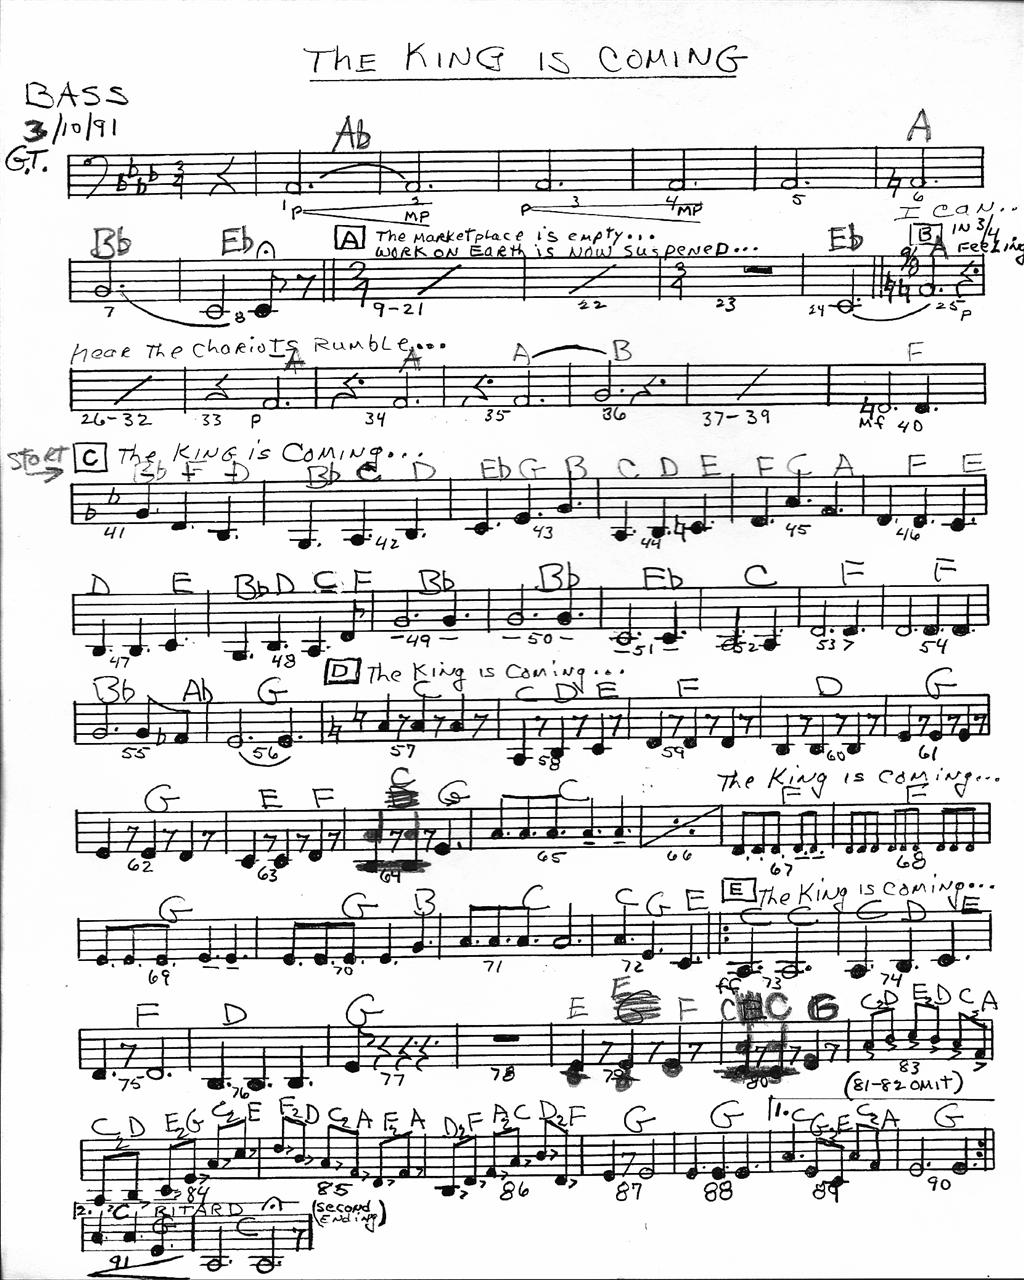 THE KING IS COMING
BASS
3/10/91
G.T.
Ab A
1 2 3 4 5 6
P MP P MP
I CAN...
Bb Eb A The marketplace is empty... Eb B IN 3/4
WORK ON EARTH IS NOW SUSPENED... A FEELING
9/8
7 8 9-21 22 23 24 25 P
Hear The Chariots Rumble....
A A A B F
26-32 33 P 34 35 36 37-39 Mf 40
START C The KING is COMING...
Bb F D Bb C D Eb G B C D E F C A F E
41 42 43 44 45 46
D E Bb D C F Bb Bb Eb C F F
47 48 49 50 51 52 53 54
D The King is Coming...
Bb Ab G C C D E F D G
55 56 57 58 59 60 61
The King is coming...
G E F C G C F F
62 63 64 65 66 67 68
E The King is coming...
G G B C C G E C C C D E
69 70 71 72 ff 73 74
F D G E E F C C G C D E D C A
75 76 77 78 79 80 83
(81-82 OMIT)
C D E G C E F D C A F A D F A C D F G G 1. C G E C A G
84 85 86 87 88 89 90
2. C RITARD (SECOND
G C ENDING)
91